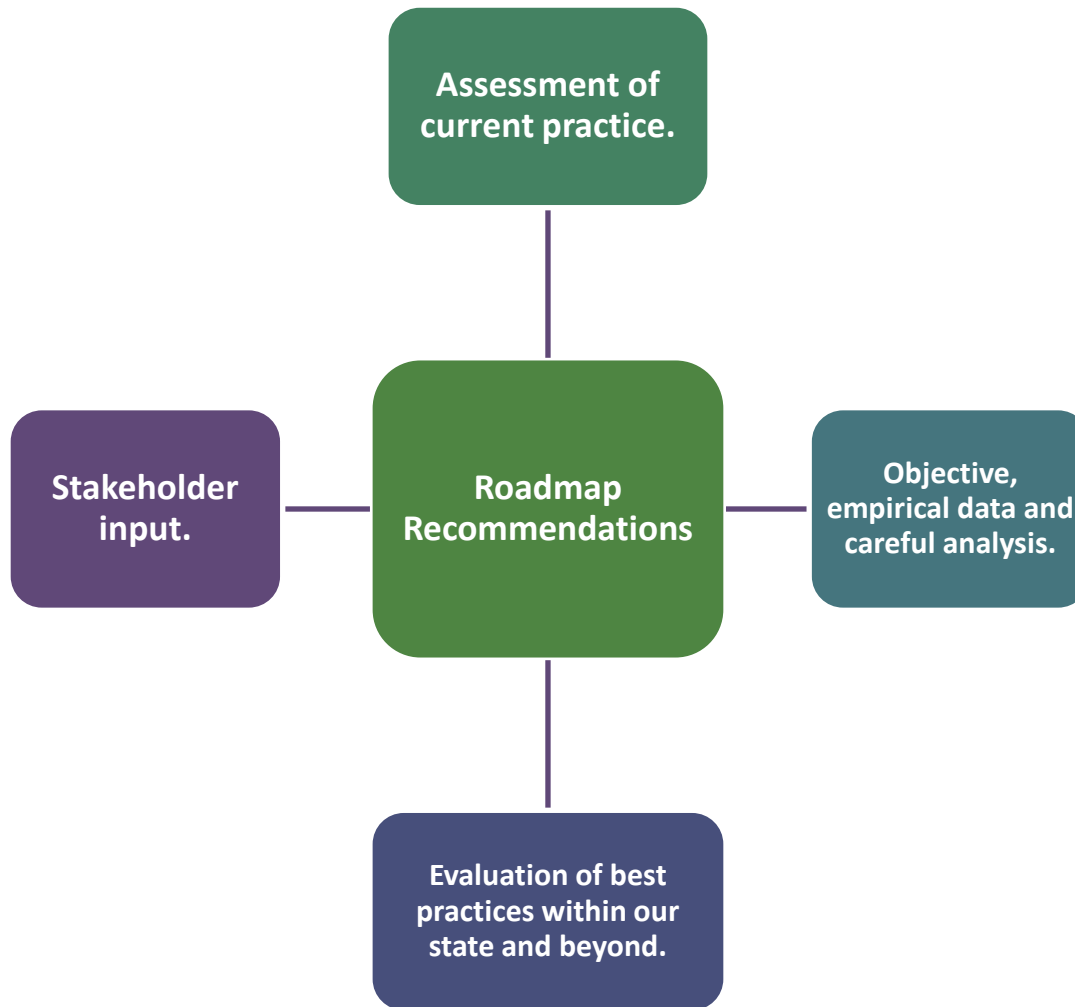 Assessment of
current practice.
Stakeholder
input.
Roadmap
Recommendations
Objective,
empirical data and
careful analysis.
Evaluation of best
practices within our
state and beyond.